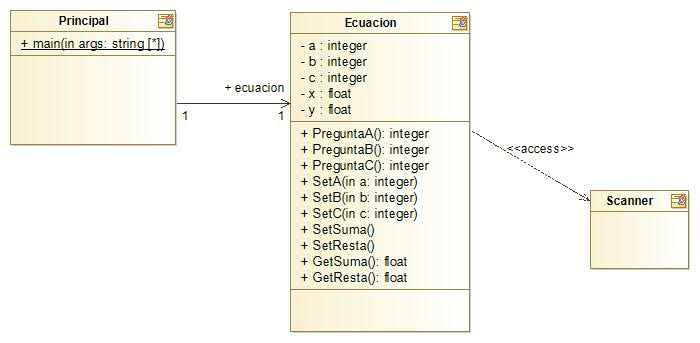 Principal
+ main(in args: string [*])
+ ecuacion
1
1
Ecuacion
- a : integer
- b : integer
- c : integer
- x : float
- y : float
+ PreguntaA(): integer
+ PreguntaB(): integer
+ PreguntaC(): integer
+ SetA(in a: integer)
+ SetB(in b: integer)
+ SetC(in c: integer)
+ SetSuma()
+ SetResta()
+ GetSuma(): float
+ GetResta(): float
<<access>>
Scanner